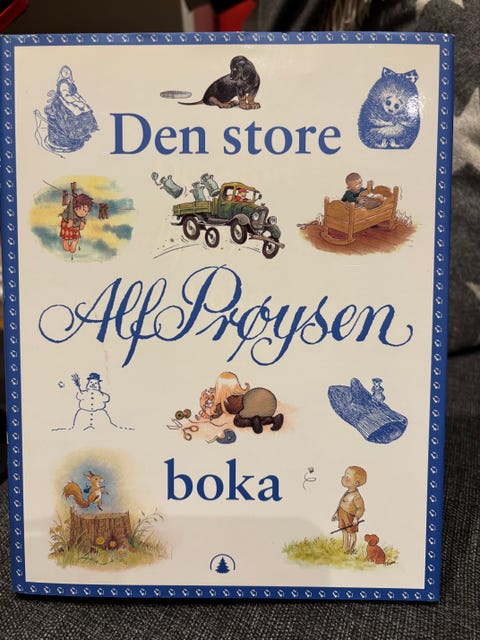 Den store
Alf Prøysen
boka